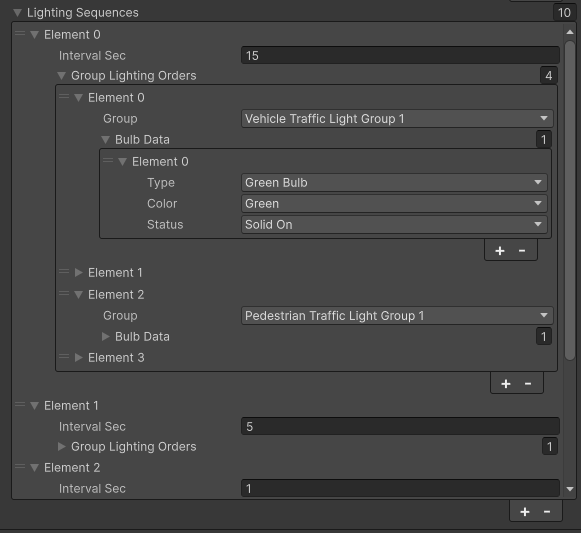 Lighting Sequences 10
Element 0
Interval Sec 15
Group Lighting Orders 4
Element 0
Group Vehicle Traffic Light Group 1
Bulb Data 1
Element 0
Type Green Bulb
Color Green
Status Solid On
+ -
Element 1
Element 2
Group Pedestrian Traffic Light Group 1
Bulb Data 1
Element 3
+ -
Element 1
Interval Sec 5
Group Lighting Orders 1
Element 2
Interval Sec 1
+ -